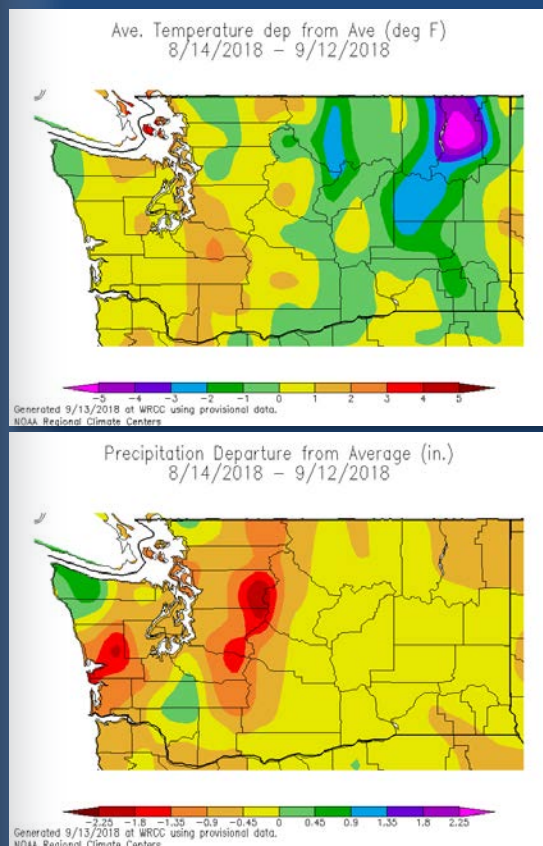 Ave. Temperature dep from Ave (deg F)
8/14/2018 – 9/12/2018
-5 -4 -3 -2 -1 0 1 2 3 4 5
Generated 9/13/2018 at WRCC using provisional data.
NOAA Regional Climate Centers
Precipitation Departure from Average (in.)
8/14/2018 – 9/12/2018
-2.25 -1.8 -1.35 -0.9 -0.45 0 0.45 0.9 1.35 1.8 2.25
Generated 9/13/2018 at WRCC using provisional data.
NOAA Regional Climate Centers